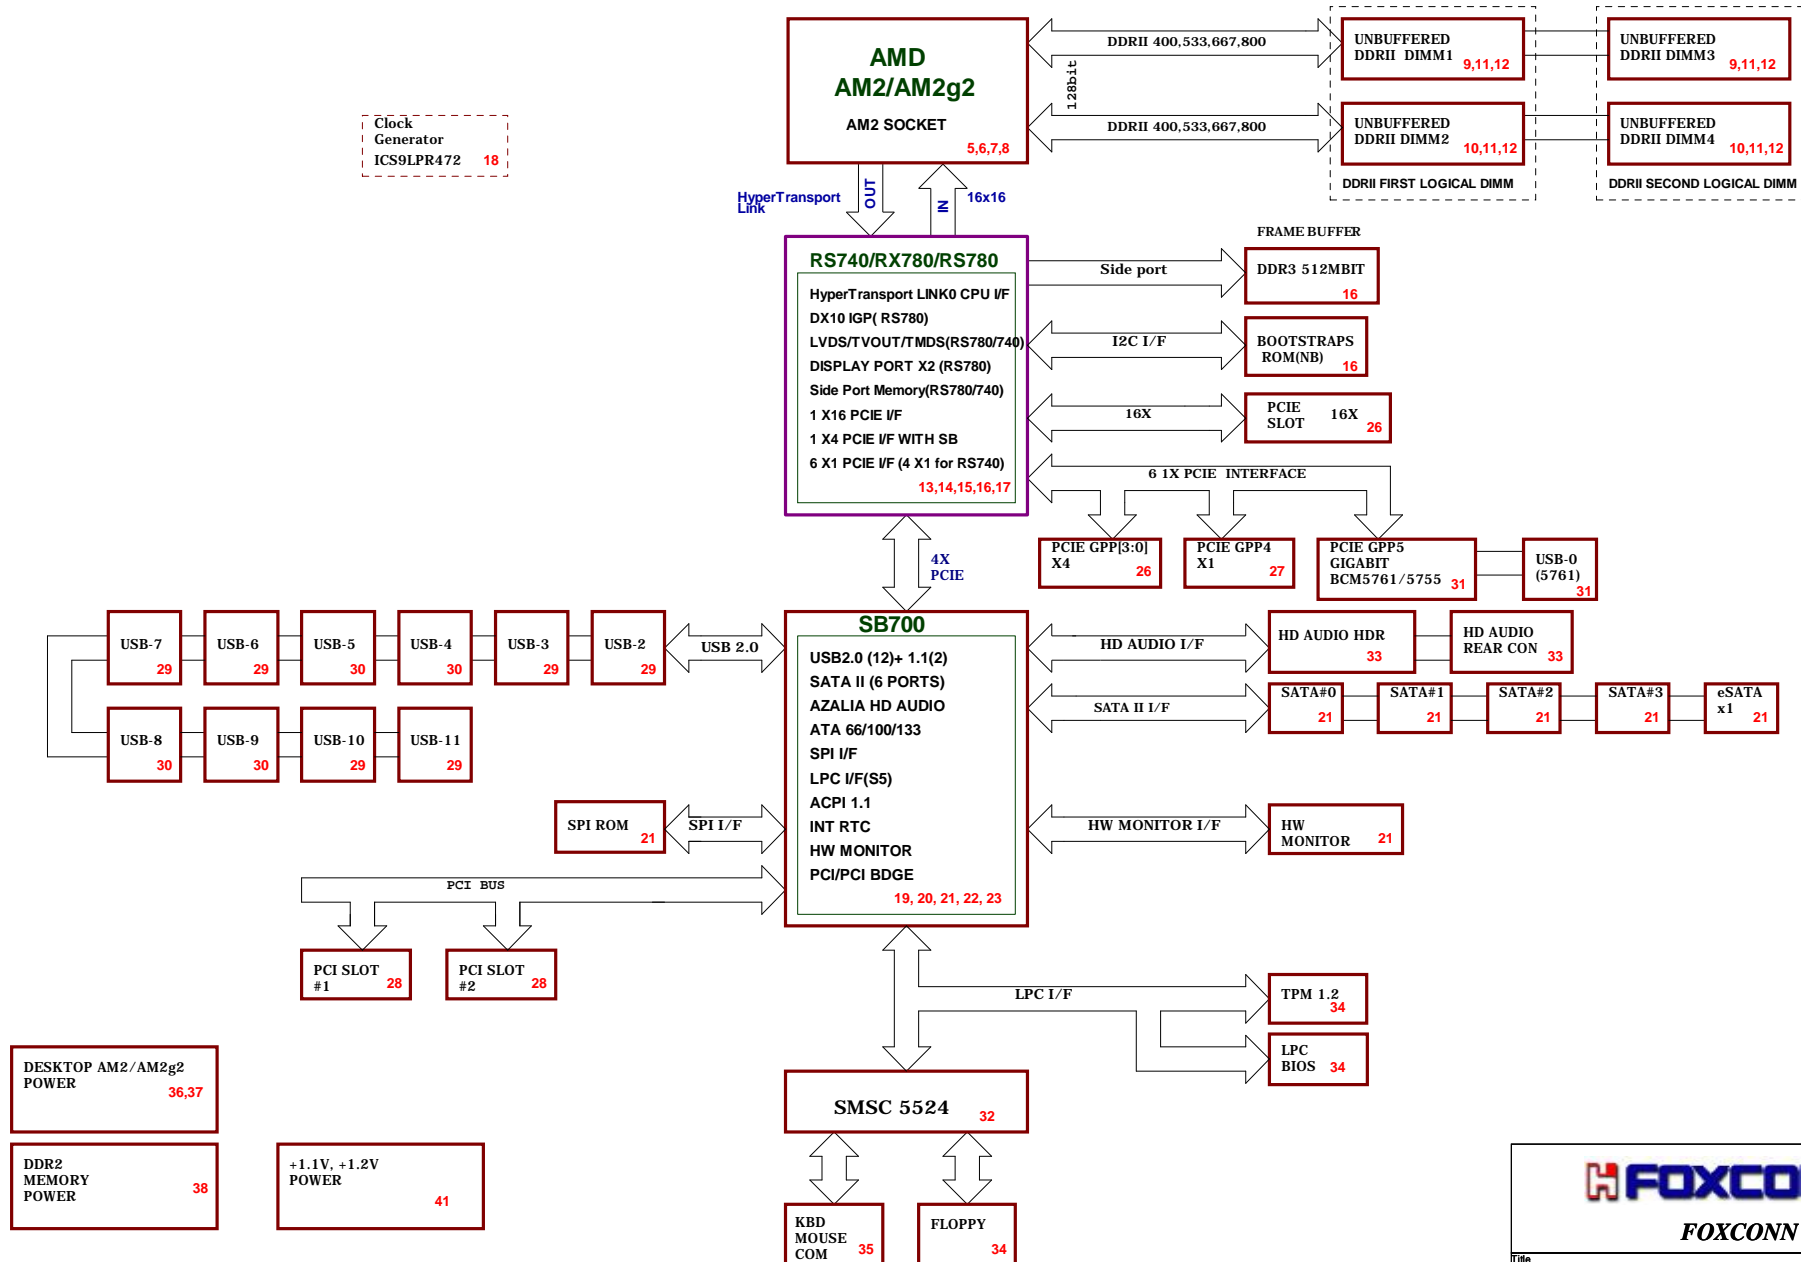 AMD
AM2/AM2g2
AM2 SOCKET
5,6,7,8
DDRII 400,533,667,800
128bit
DDRII 400,533,667,800
UNBUFFERED
DDRII DIMM1
9,11,12
UNBUFFERED
DDRII DIMM3
9,11,12
UNBUFFERED
DDRII DIMM2
10,11,12
UNBUFFERED
DDRII DIMM4
10,11,12
DDRII FIRST LOGICAL DIMM
DDRII SECOND LOGICAL DIMM
Clock
Generator
ICS9LPR472 18
HyperTransport
Link
OUT
IN
16x16
RS740/RX780/RS780
HyperTransport LINK0 CPU I/F
DX10 IGP( RS780)
LVDS/TVOUT/TMDS(RS780/740)
DISPLAY PORT X2 (RS780)
Side Port Memory(RS780/740)
1 X16 PCIE I/F
1 X4 PCIE I/F WITH SB
6 X1 PCIE I/F (4 X1 for RS740)
13,14,15,16,17
FRAME BUFFER
Side port
DDR3 512MBIT
16
I2C I/F
BOOTSTRAPS
ROM(NB)
16
16X
PCIE
SLOT
16X
26
6 1X PCIE INTERFACE
PCIE GPP[3:0]
X4
26
PCIE GPP4
X1
27
PCIE GPP5
GIGABIT
BCM5761/5755
31
USB-0
(5761)
31
4X
PCIE
SB700
USB2.0 (12)+ 1.1(2)
SATA II (6 PORTS)
AZALIA HD AUDIO
ATA 66/100/133
SPI I/F
LPC I/F(S5)
ACPI 1.1
INT RTC
HW MONITOR
PCI/PCI BDGE
19, 20, 21, 22, 23
USB-7
29
USB-6
29
USB-5
30
USB-4
30
USB-3
29
USB-2
29
USB 2.0
USB-8
30
USB-9
30
USB-10
29
USB-11
29
HD AUDIO I/F
HD AUDIO HDR
33
HD AUDIO
REAR CON
33
SATA II I/F
SATA#0
21
SATA#1
21
SATA#2
21
SATA#3
21
eSATA
x1
21
SPI ROM
21
SPI I/F
HW MONITOR I/F
HW
MONITOR
21
PCI BUS
PCI SLOT
#1
28
PCI SLOT
#2
28
LPC I/F
TPM 1.2
34
LPC
BIOS 34
DESKTOP AM2/AM2g2
POWER
36,37
DDR2
MEMORY
POWER
38
+1.1V, +1.2V
POWER
41
SMSC 5524
32
KBD
MOUSE
COM
35
FLOPPY
34
FOXCO
FOXCONN
Title